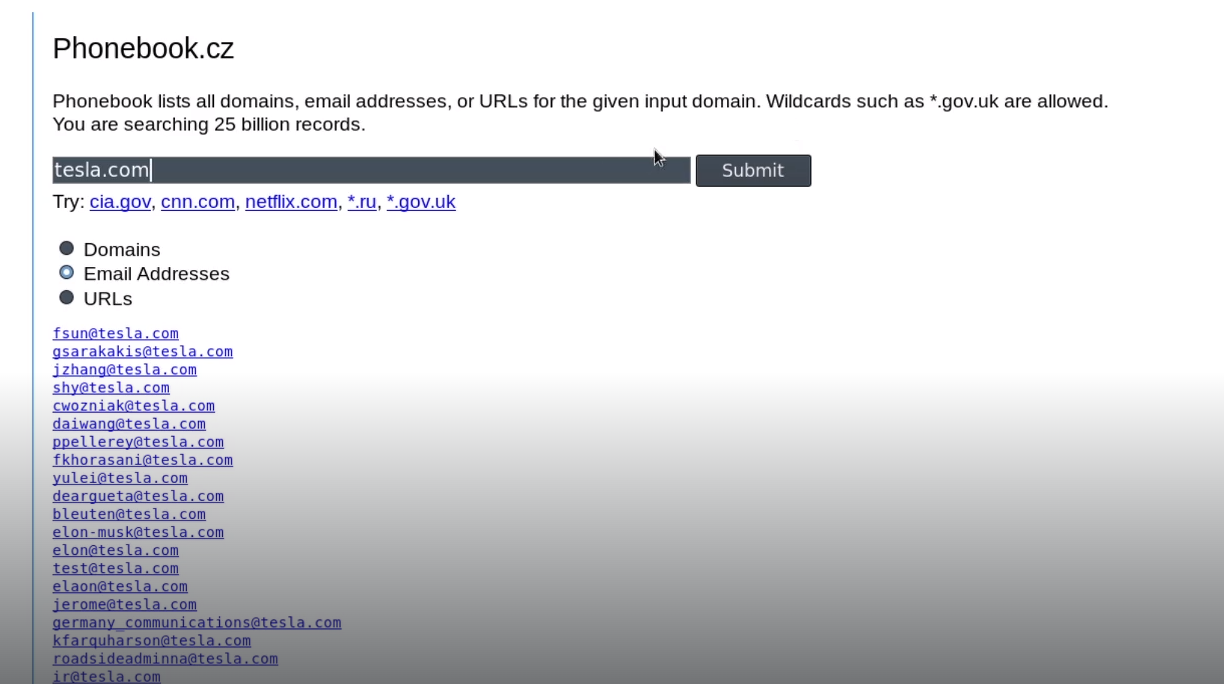 Phonebook.cz
Phonebook lists all domains, email addresses, or URLs for the given input domain. Wildcards such as *.gov.uk are allowed.
You are searching 25 billion records.
tesla.com
Submit
Try: cia.gov, cnn.com, netflix.com, *.ru, *.gov.uk
Domains
Email Addresses
URLs
fsun@tesla.com
gsarakakis@tesla.com
jzhang@tesla.com
shy@tesla.com
cwozniak@tesla.com
daiwang@tesla.com
ppellerey@tesla.com
fkhorasani@tesla.com
yulei@tesla.com
deargueta@tesla.com
bleuten@tesla.com
elon-musk@tesla.com
elon@tesla.com
test@tesla.com
elaon@tesla.com
jerome@tesla.com
germany_communications@tesla.com
kfarquharson@tesla.com
roadsideadminna@tesla.com
ir@tesla.com